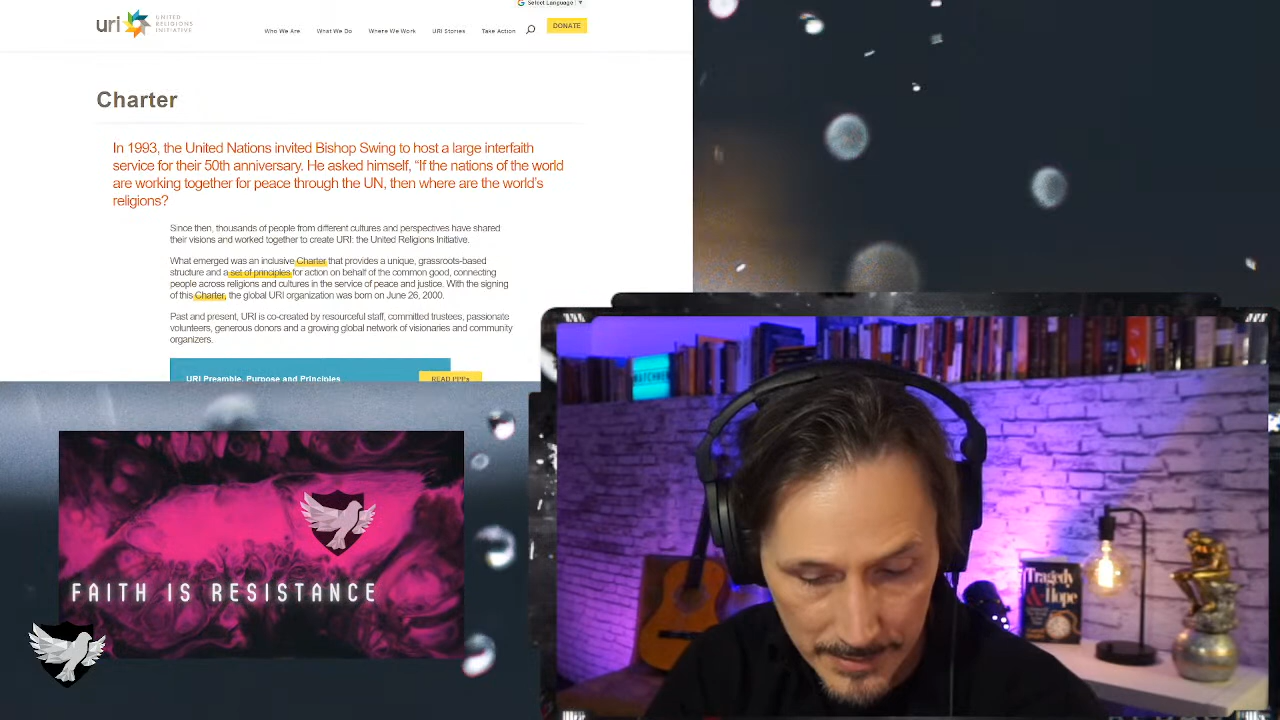 Select Language
uri UNITED RELIGIONS INITIATIVE
Who We Are What We Do Where We Work URI Stories Take Action DONATE
Charter
In 1993, the United Nations invited Bishop Swing to host a large interfaith
service for their 50th anniversary. He asked himself, “If the nations of the world
are working together for peace through the UN, then where are the world’s
religions?
Since then, thousands of people from different cultures and perspectives have shared
their visions and worked together to create URI: the United Religions Initiative.
What emerged was an inclusive Charter that provides a unique, grassroots-based
structure and a set of principles for action on behalf of the common good, connecting
people across religions and cultures in the service of peace and justice. With the signing
of this Charter, the global URI organization was born on June 26, 2000.
Past and present, URI is co-created by resourceful staff, committed trustees, passionate
volunteers, generous donors and a growing global network of visionaries and community
organizers.
URI Preamble, Purpose and Principles READ PPPs
FAITH IS RESISTANCE
Tragedy
& Hope